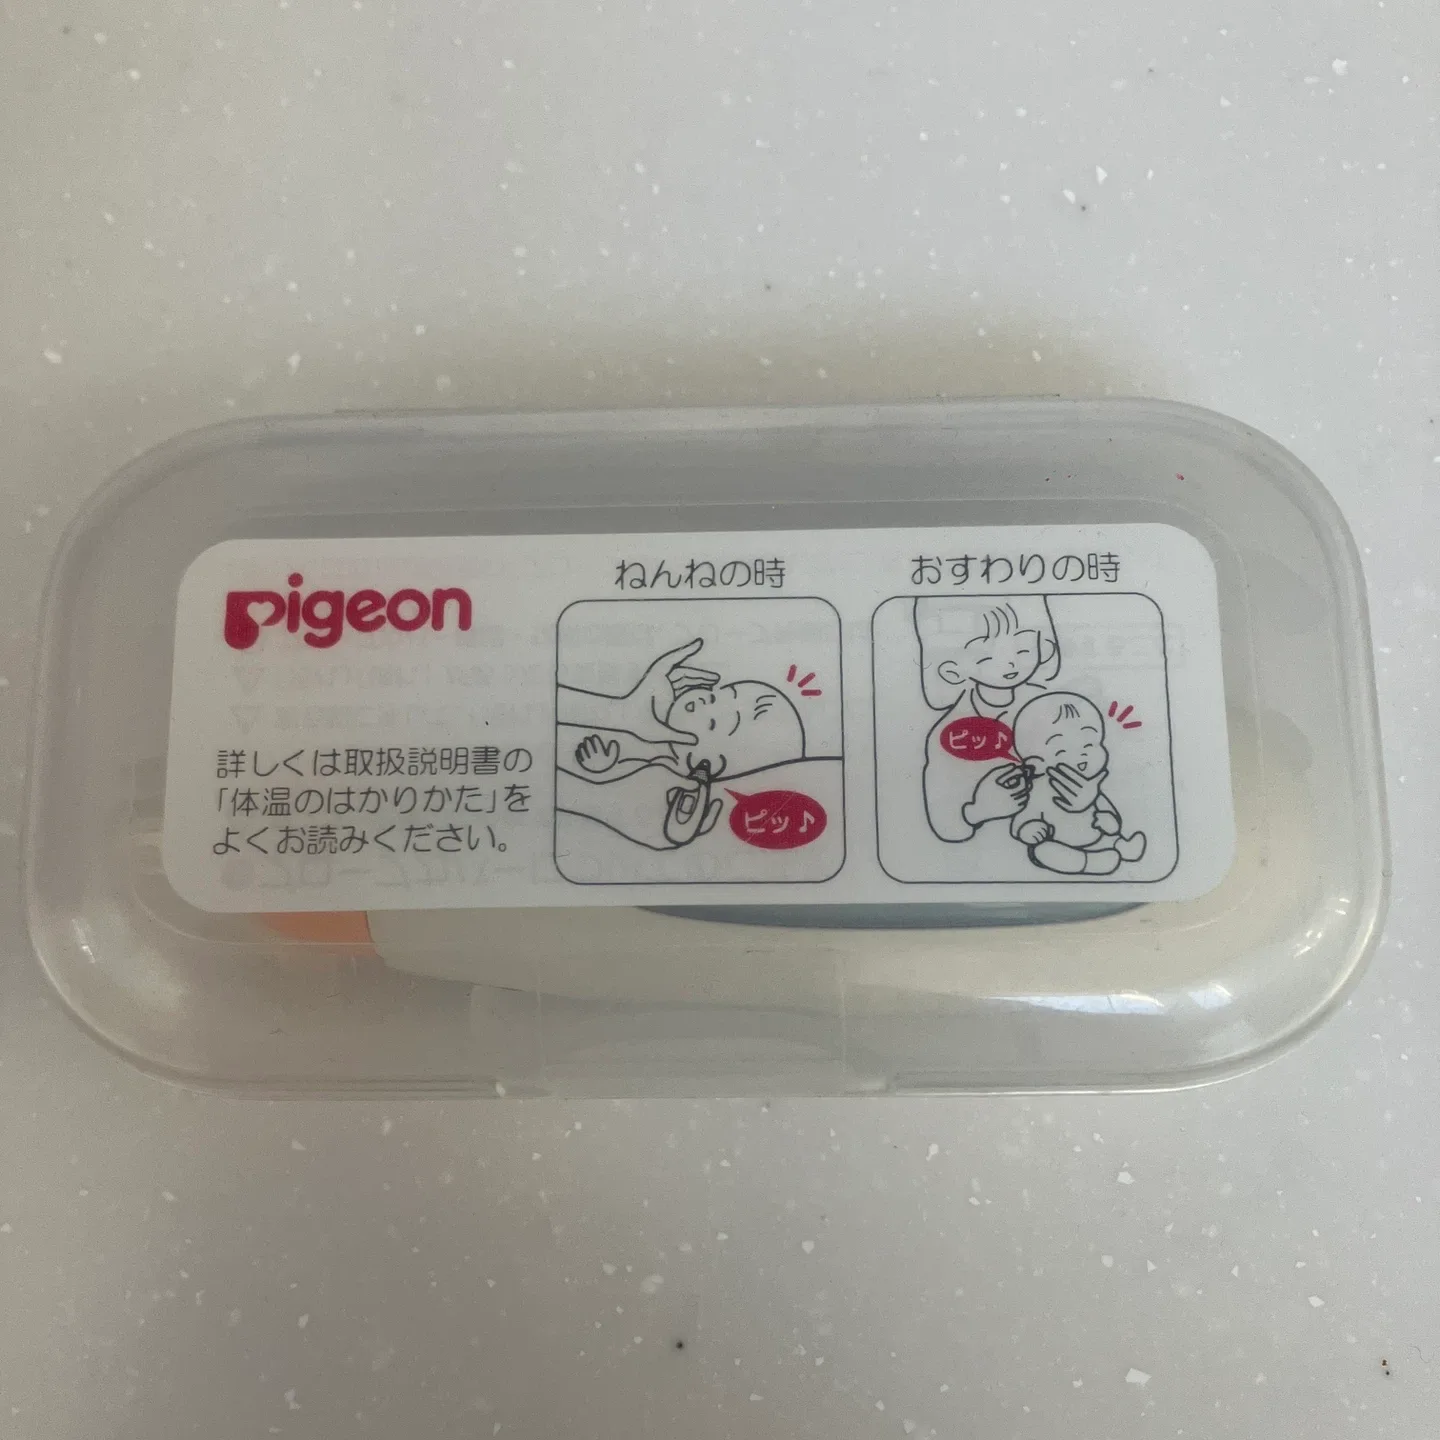 pigeon
詳しくは取扱説明書の
「体温のはかりかた」を
よくお読みください。
ねんねの時
ピッ♪
おすわりの時
ピッ♪